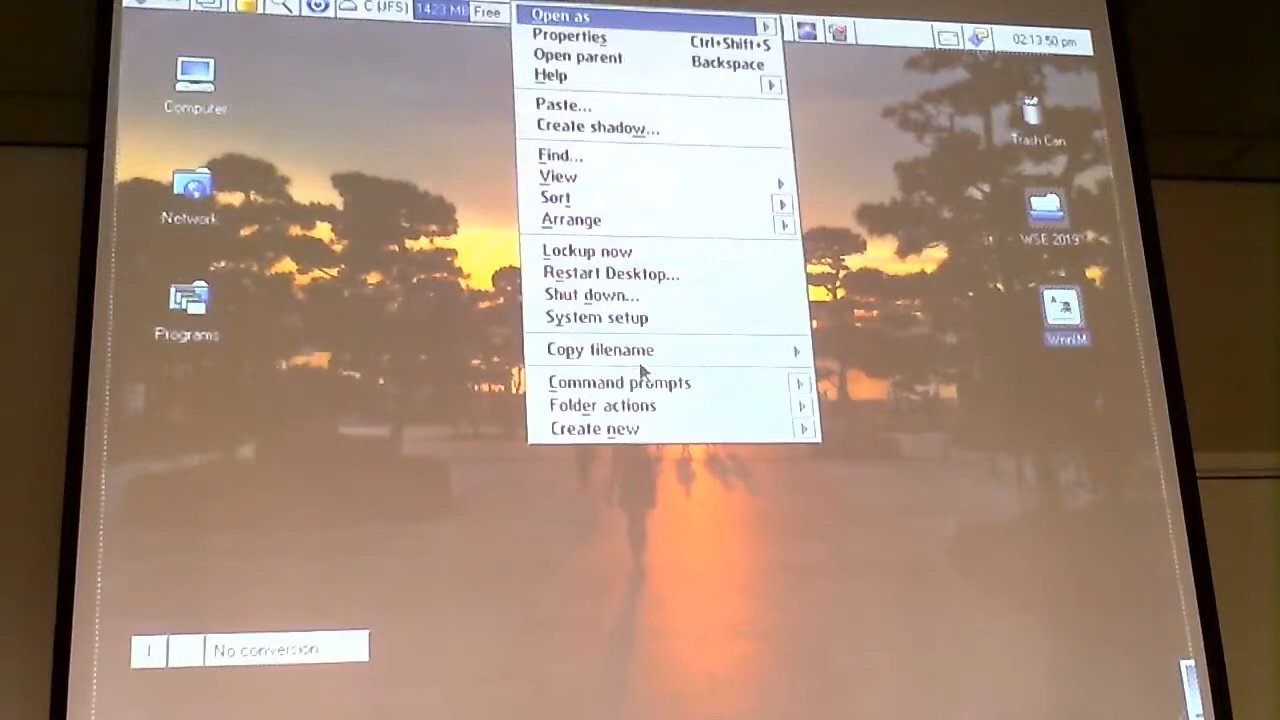 C (JFS) 1423 MB Free
02:13:50 pm
Open as
Properties Ctrl+Shift+S
Open parent Backspace
Help
Paste...
Create shadow...
Find...
View
Sort
Arrange
Lockup now
Restart Desktop...
Shut down...
System setup
Copy filename
Command prompts
Folder actions
Create new
Computer
Network
Programs
Trash Can
WSE 2019
WnnIM
No conversion